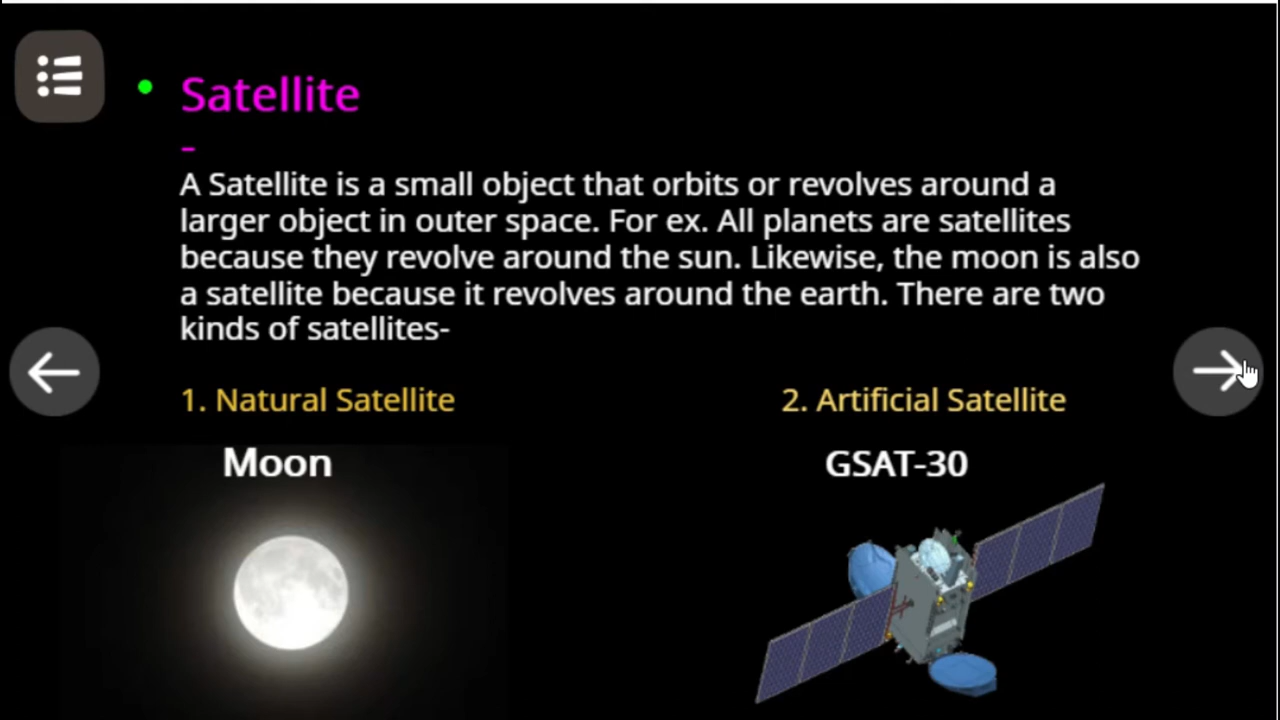 Satellite
-
A Satellite is a small object that orbits or revolves around a
larger object in outer space. For ex. All planets are satellites
because they revolve around the sun. Likewise, the moon is also
a satellite because it revolves around the earth. There are two
kinds of satellites-
1. Natural Satellite
2. Artificial Satellite
Moon
GSAT-30